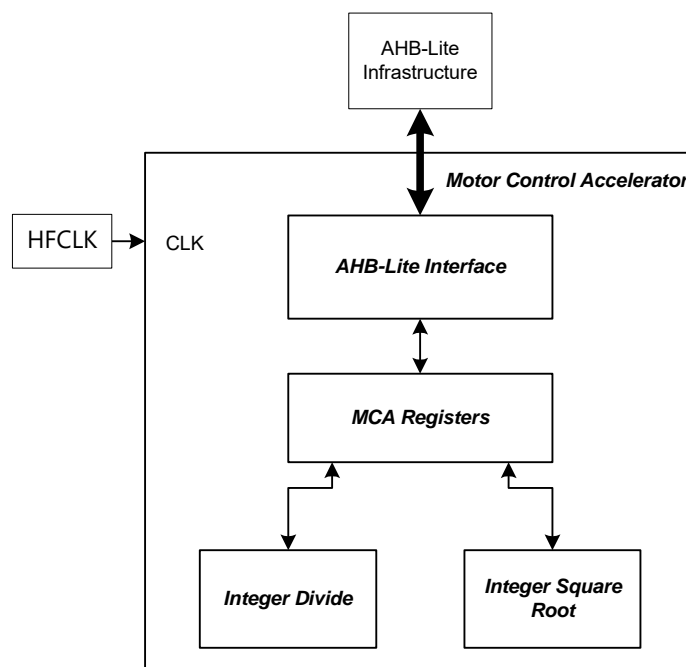 AHB-Lite
Infrastructure
Motor Control Accelerator
HFCLK
CLK
AHB-Lite Interface
MCA Registers
Integer Divide
Integer Square
Root